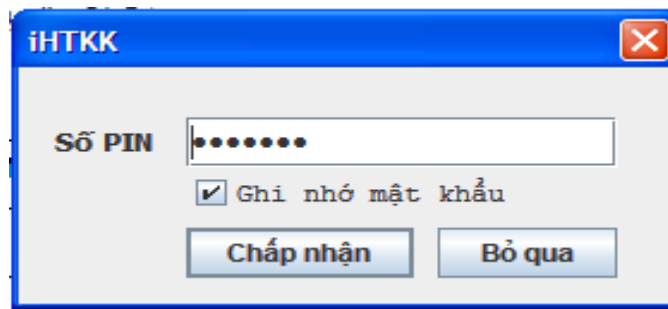 iHTKK
Số PIN •••••••
Ghi nhớ mật khẩu
Chấp nhận Bỏ qua